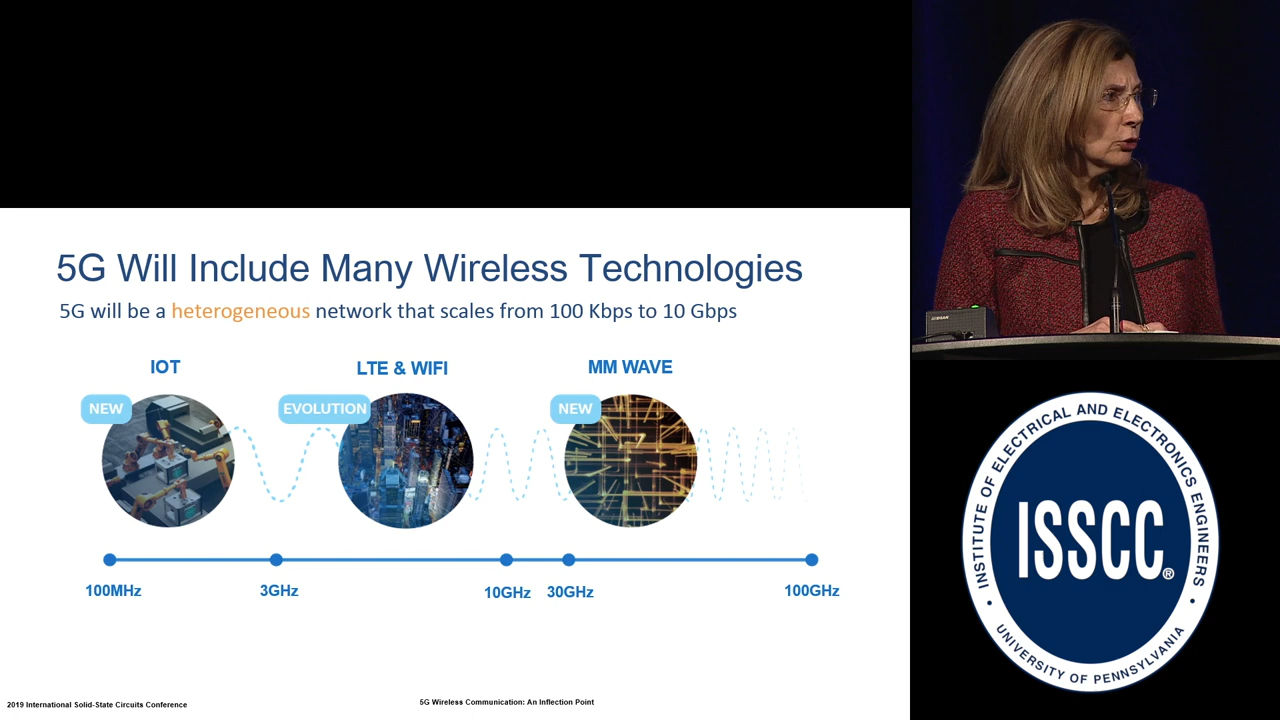 5G Will Include Many Wireless Technologies
5G will be a heterogeneous network that scales from 100 Kbps to 10 Gbps
IOT
LTE & WIFI
MM WAVE
NEW
EVOLUTION
NEW
100MHz
3GHz
10GHz
30GHz
100GHz
2019 International Solid-State Circuits Conference
5G Wireless Communication: An Inflection Point
INSTITUTE OF ELECTRICAL AND ELECTRONICS ENGINEERS
ISSCC®
• UNIVERSITY OF PENNSYLVANIA •